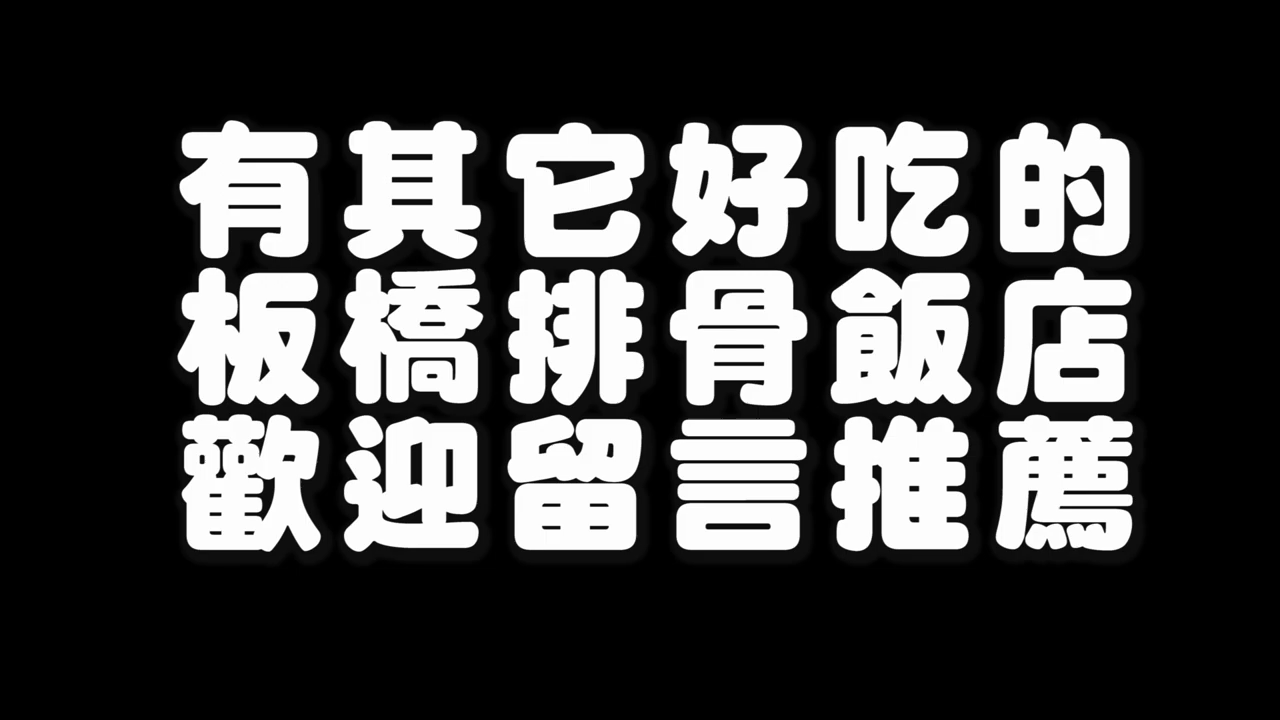 有其它好吃的
板橋排骨飯店
歡迎留言推薦